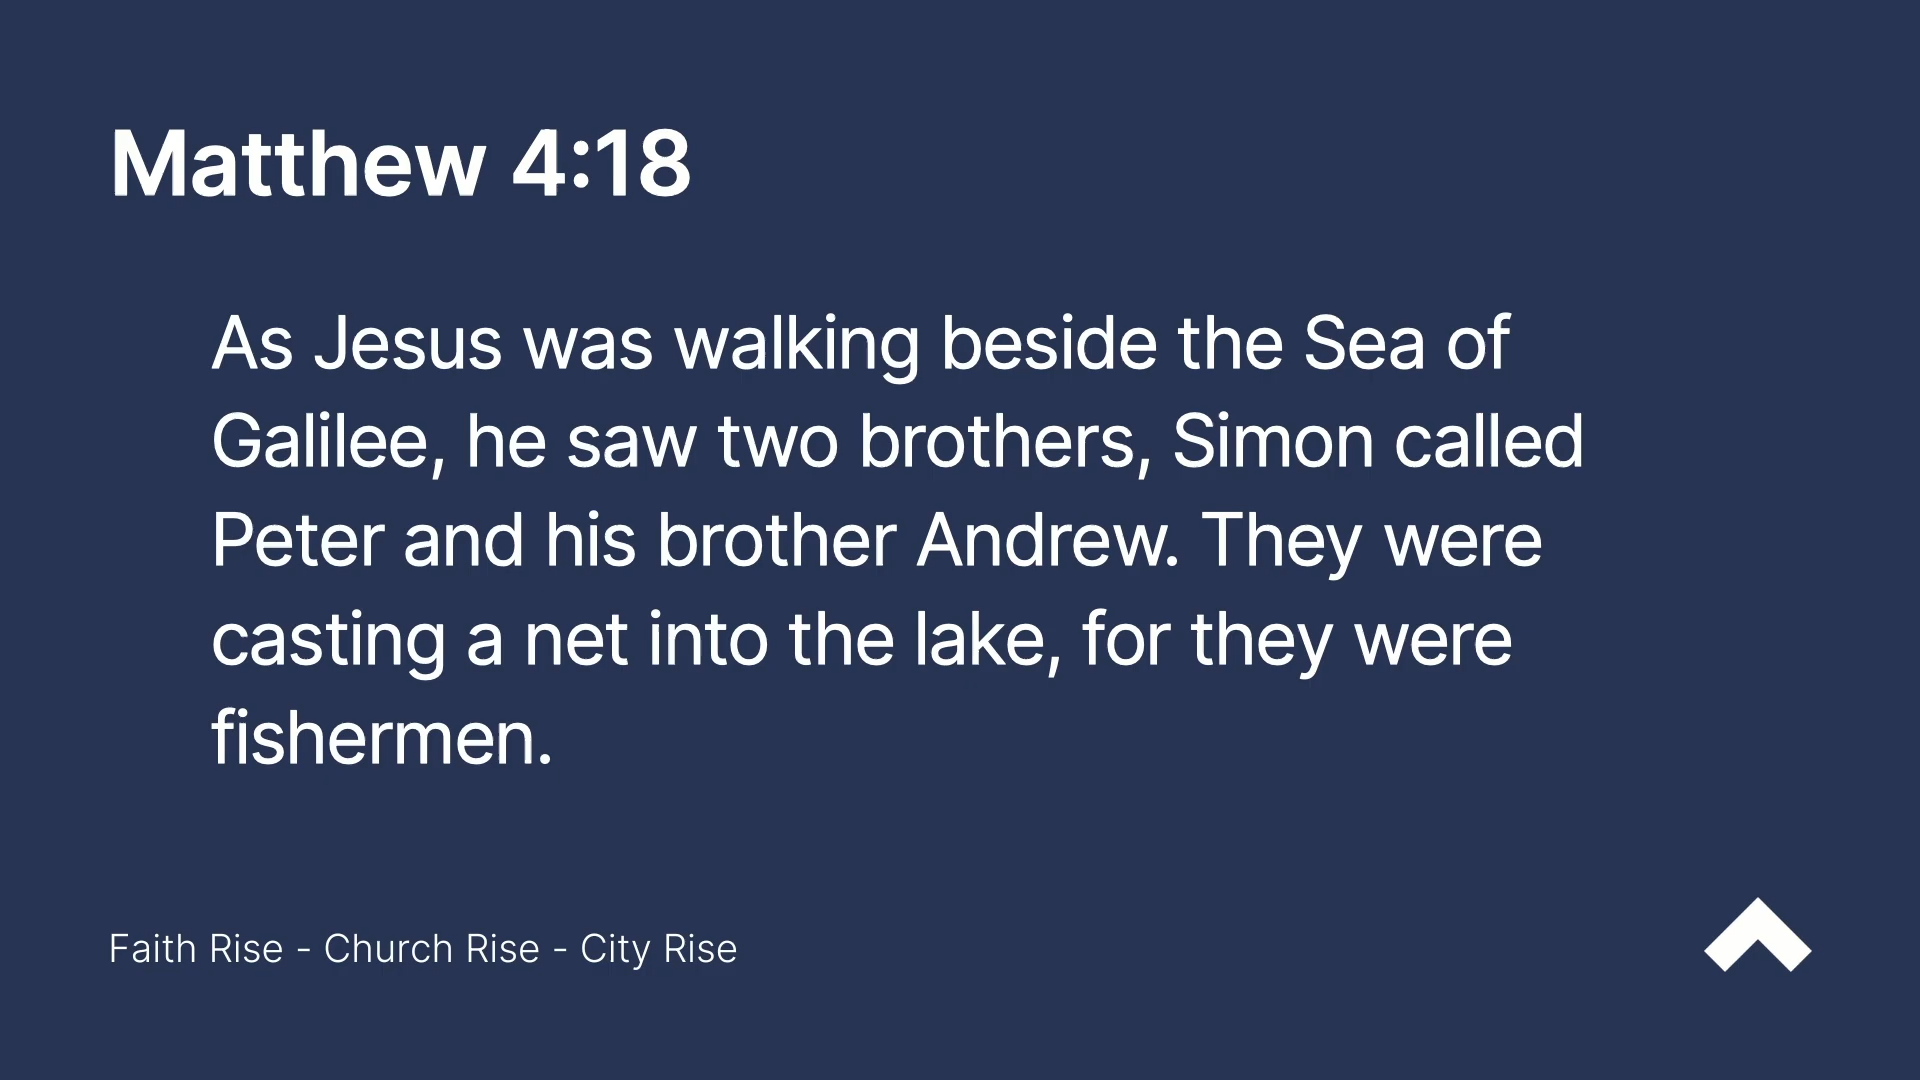 Matthew 4:18
As Jesus was walking beside the Sea of
Galilee, he saw two brothers, Simon called
Peter and his brother Andrew. They were
casting a net into the lake, for they were
fishermen.
Faith Rise - Church Rise - City Rise